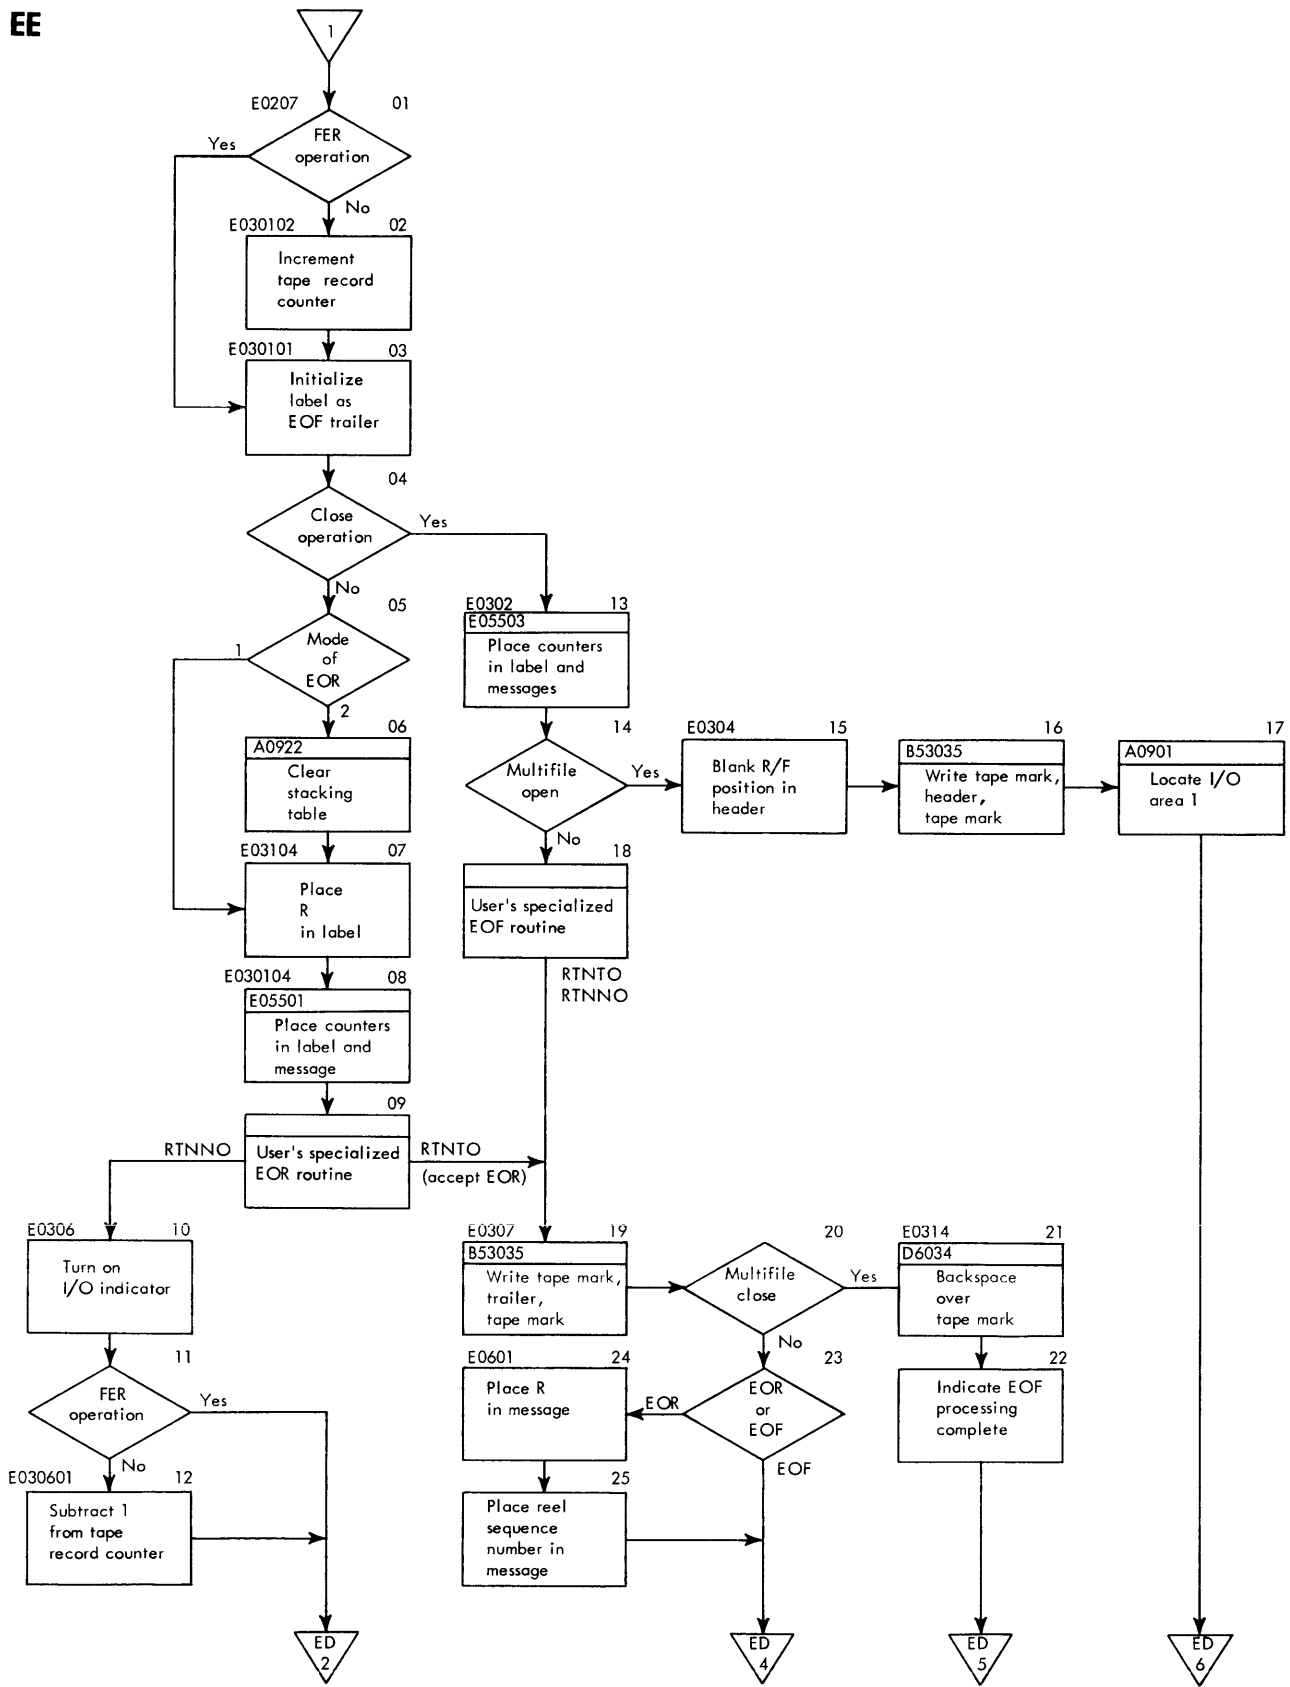 EE
1
E0207 01
FER
operation
Yes
No
E030102 02
Increment
tape record
counter
E030101 03
Initialize
label as
EOF trailer
04
Close
operation
Yes
No
05
Mode
of
EOR
1
2
06
A0922
Clear
stacking
table
E03104 07
Place
R
in label
E030104 08
E05501
Place counters
in label and
message
09
User's specialized
EOR routine
RTNNO
RTNTO
(accept EOR)
E0306 10
Turn on
I/O indicator
11
FER
operation
Yes
No
E030601 12
Subtract 1
from tape
record counter
ED
2
E0302 13
E05503
Place counters
in label and
messages
14
Multifile
open
Yes
No
E0304 15
Blank R/F
position in
header
16
B53035
Write tape mark,
header,
tape mark
17
A0901
Locate I/O
area 1
18
User's specialized
EOF routine
RTNTO
RTNNO
E0307 19
B53035
Write tape mark,
trailer,
tape mark
20
Multifile
close
Yes
No
E0314 21
D6034
Backspace
over
tape mark
22
Indicate EOF
processing
complete
23
EOR
or
EOF
EOR
EOF
E0601 24
Place R
in message
25
Place reel
sequence
number in
message
ED
4
ED
5
ED
6